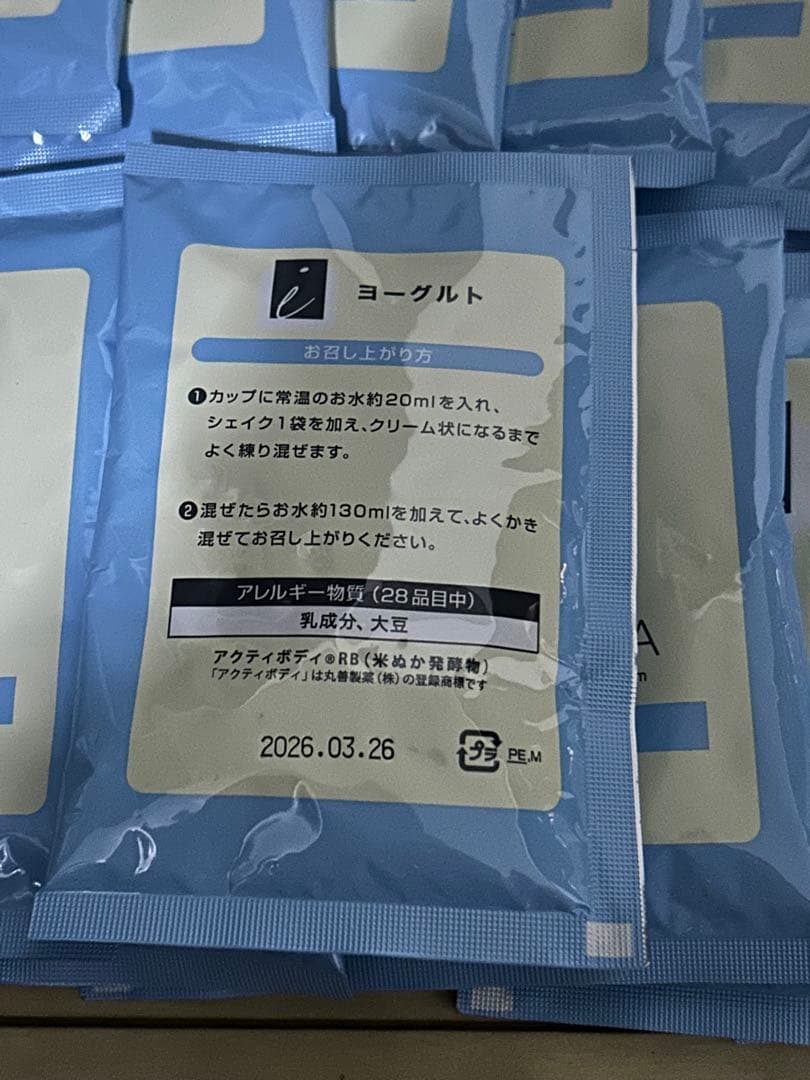 ie
ヨーグルト
お召し上がり方
❶カップに常温のお水約20mlを入れ、
シェイク1袋を加え、クリーム状になるまで
よく練り混ぜます。
❷混ぜたらお水約130mlを加えて、よくかき
混ぜてお召し上がりください。
アレルギー物質(28品目中)
乳成分、大豆
アクティボディ®RB(米ぬか発酵物)
「アクティボディ」は丸善製薬(株)の登録商標です
2026.03.26
プラ PE,M
A
m